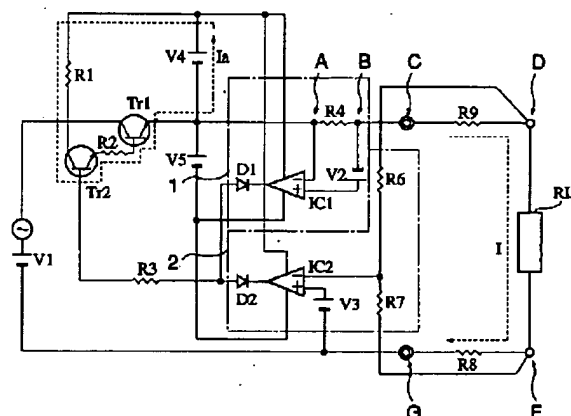 A
B
C
D
V4
Ia
R1
Tr1
R4
R9
R2
V5
D1
V2
R6
Tr2
1
IC1
RL
V1
2
IC2
I
R3
D2
R7
V3
R8
G
E